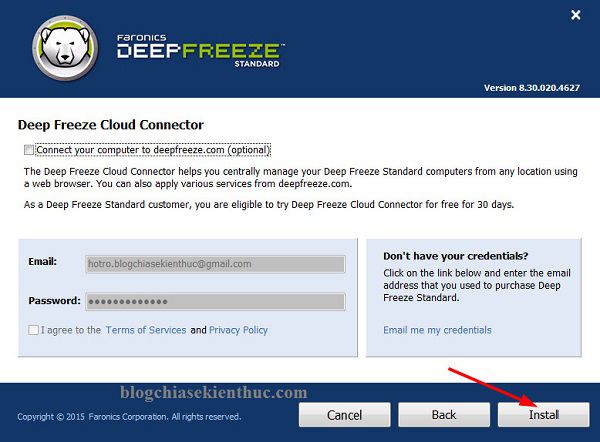 FARONICS
DEEPFREEZE™
STANDARD
Version 8.30.020.4627
Deep Freeze Cloud Connector
Connect your computer to deepfreeze.com (optional)
The Deep Freeze Cloud Connector helps you centrally manage your Deep Freeze Standard computers from any location using
a web browser. You can also apply various services from deepfreeze.com.
As a Deep Freeze Standard customer, you are eligible to try Deep Freeze Cloud Connector for free for 30 days.
Email:
hotro.blogchiasekienthuc@gmail.com
Password:
I agree to the Terms of Services and Privacy Policy
Don't have your credentials?
Click on the link below and enter the email
address that you used to purchase Deep
Freeze Standard.
Email me my credentials
blogchiasekienthuc.com
Copyright © 2015 Faronics Corporation. All rights reserved.
Cancel
Back
Install